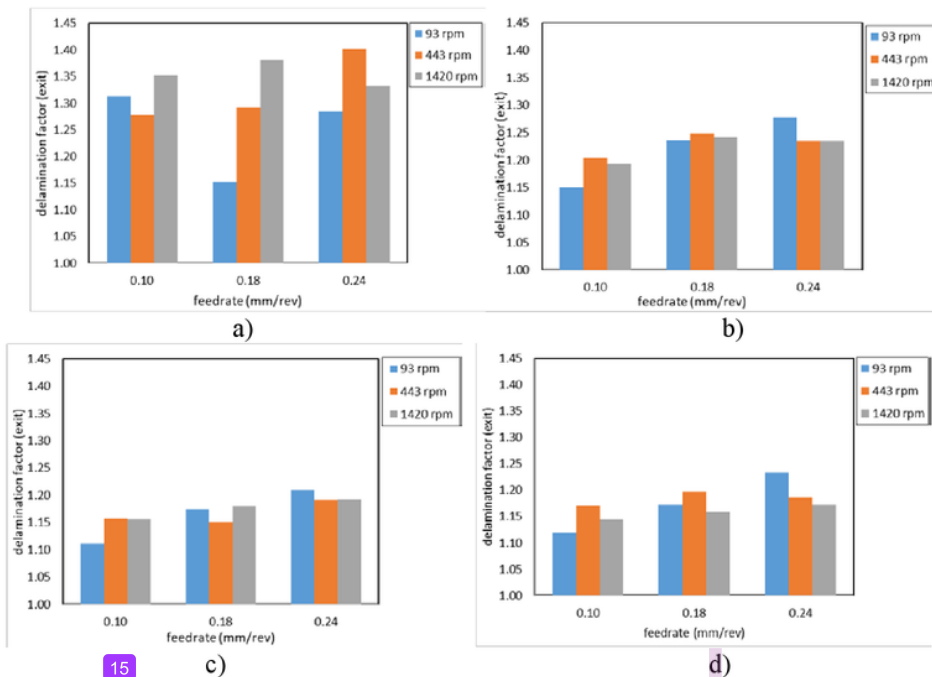 1.45
1.40
1.35
1.30
1.25
1.20
1.15
1.10
1.05
1.00
delamination factor (exit)
93 rpm
443 rpm
1420 rpm
0.10 0.18 0.24
feedrate (mm/rev)
a)
1.45
1.40
1.35
1.30
1.25
1.20
1.15
1.10
1.05
1.00
delamination factor (exit)
93 rpm
443 rpm
1420 rpm
0.10 0.18 0.24
feedrate (mm/rev)
b)
1.45
1.40
1.35
1.30
1.25
1.20
1.15
1.10
1.05
1.00
delamination factor (exit)
93 rpm
443 rpm
1420 rpm
0.10 0.18 0.24
feedrate (mm/rev)
15
c)
1.45
1.40
1.35
1.30
1.25
1.20
1.15
1.10
1.05
1.00
delamination factor (exit)
93 rpm
443 rpm
1420 rpm
0.10 0.18 0.24
feedrate (mm/rev)
d)